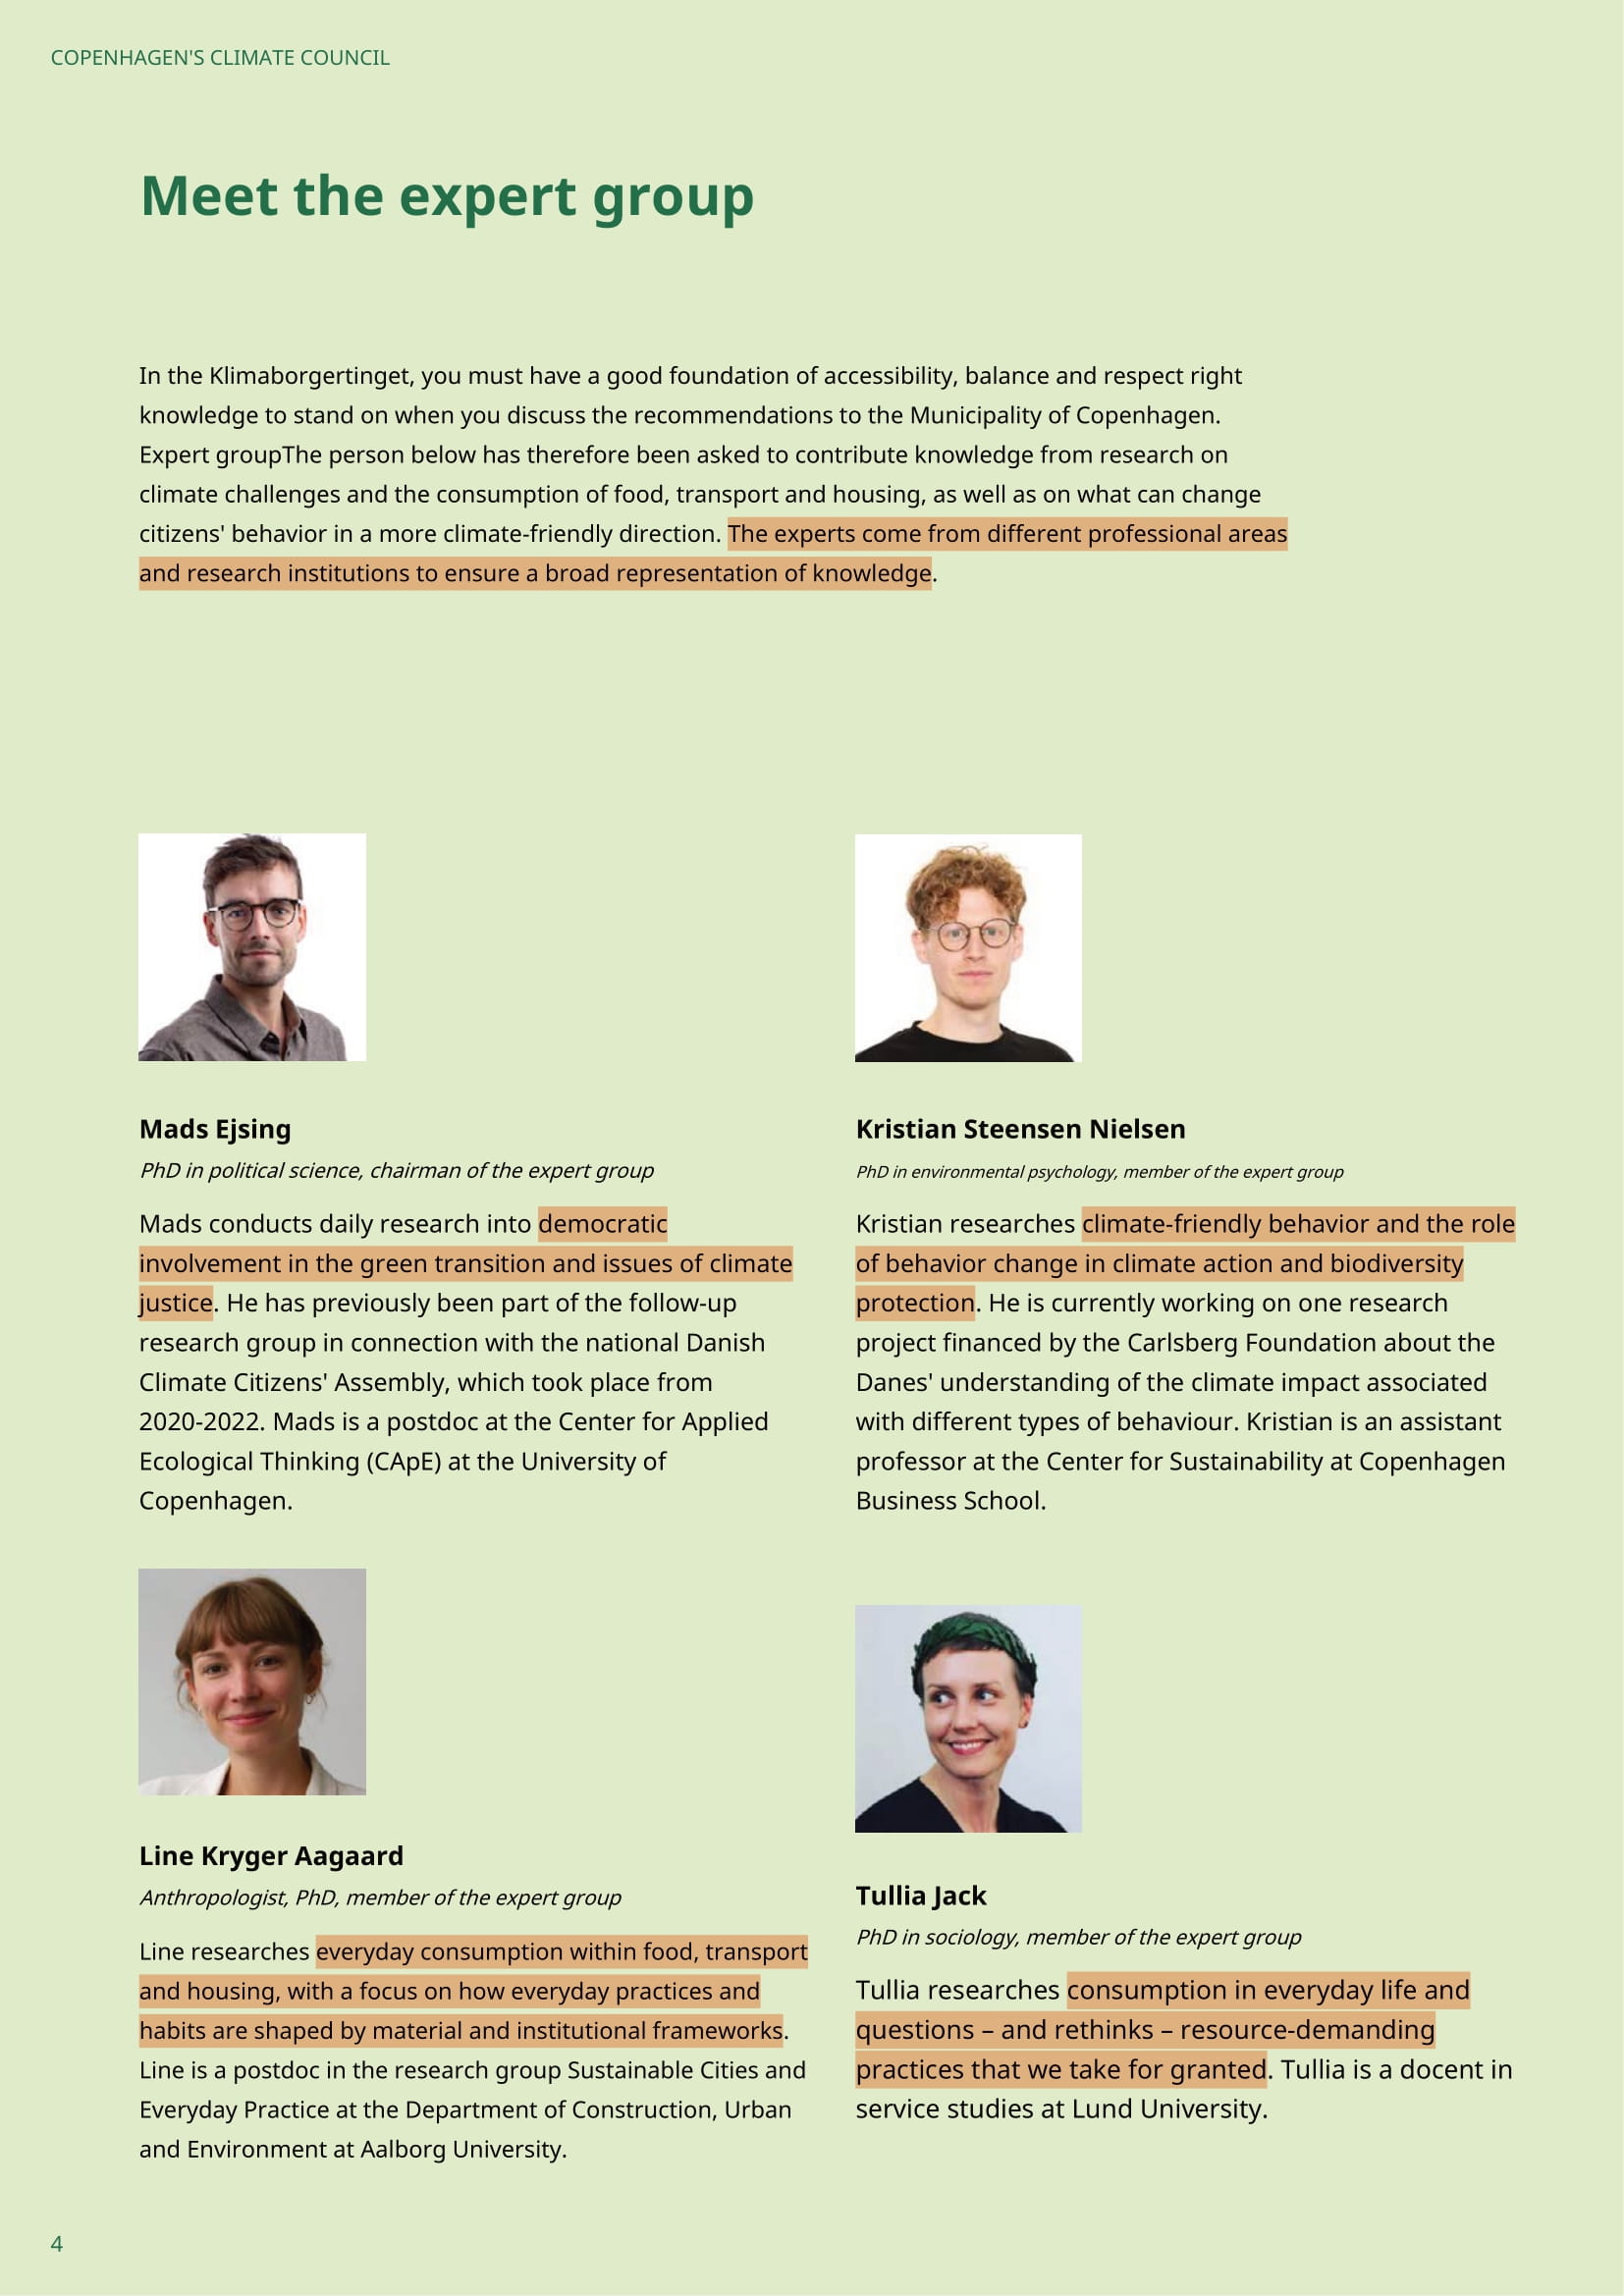 COPENHAGEN'S CLIMATE COUNCIL
Meet the expert group
In the Klimaborgertinget, you must have a good foundation of accessibility, balance and respect right
knowledge to stand on when you discuss the recommendations to the Municipality of Copenhagen.
Expert groupThe person below has therefore been asked to contribute knowledge from research on
climate challenges and the consumption of food, transport and housing, as well as on what can change
citizens' behavior in a more climate-friendly direction. The experts come from different professional areas
and research institutions to ensure a broad representation of knowledge.
Mads Ejsing
PhD in political science, chairman of the expert group
Mads conducts daily research into democratic
involvement in the green transition and issues of climate
justice. He has previously been part of the follow-up
research group in connection with the national Danish
Climate Citizens' Assembly, which took place from
2020-2022. Mads is a postdoc at the Center for Applied
Ecological Thinking (CApE) at the University of
Copenhagen.
Kristian Steensen Nielsen
PhD in environmental psychology, member of the expert group
Kristian researches climate-friendly behavior and the role
of behavior change in climate action and biodiversity
protection. He is currently working on one research
project financed by the Carlsberg Foundation about the
Danes' understanding of the climate impact associated
with different types of behaviour. Kristian is an assistant
professor at the Center for Sustainability at Copenhagen
Business School.
Line Kryger Aagaard
Anthropologist, PhD, member of the expert group
Line researches everyday consumption within food, transport
and housing, with a focus on how everyday practices and
habits are shaped by material and institutional frameworks.
Line is a postdoc in the research group Sustainable Cities and
Everyday Practice at the Department of Construction, Urban
and Environment at Aalborg University.
Tullia Jack
PhD in sociology, member of the expert group
Tullia researches consumption in everyday life and
questions – and rethinks – resource-demanding
practices that we take for granted. Tullia is a docent in
service studies at Lund University.
4